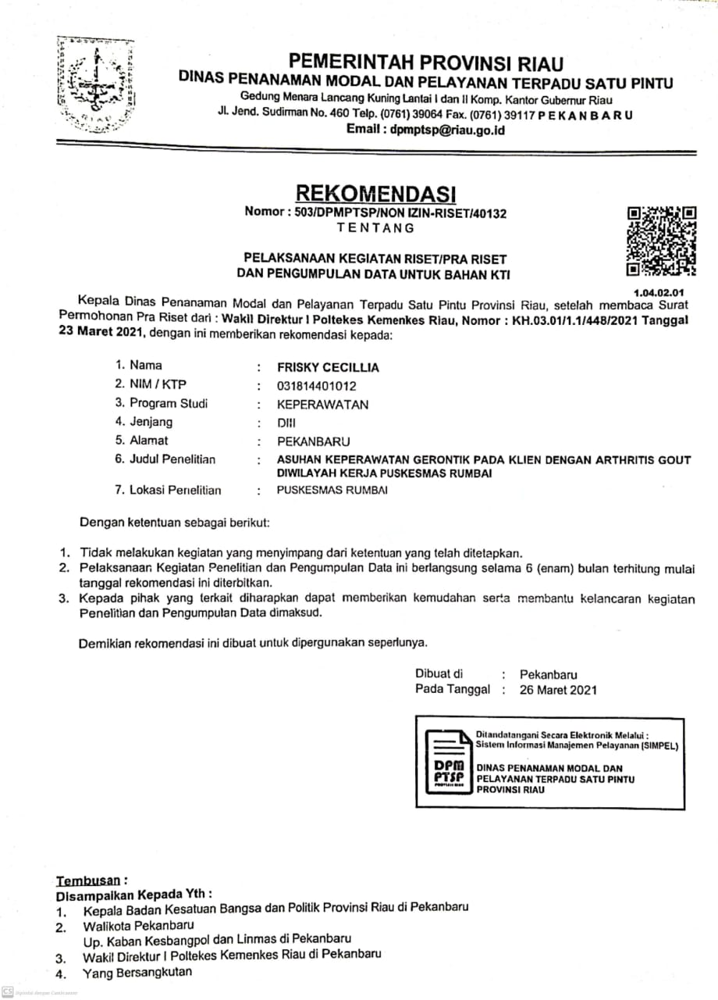 RIAU
PEMERINTAH PROVINSI RIAU
DINAS PENANAMAN MODAL DAN PELAYANAN TERPADU SATU PINTU
Gedung Menara Lancang Kuning Lantai I dan II Komp. Kantor Gubernur Riau
Jl. Jend. Sudirman No. 460 Telp. (0761) 39064 Fax. (0761) 39117 P E K A N B A R U
Email : dpmptsp@riau.go.id
REKOMENDASI
Nomor : 503/DPMPTSP/NON IZIN-RISET/40132
T E N T A N G
PELAKSANAAN KEGIATAN RISET/PRA RISET
DAN PENGUMPULAN DATA UNTUK BAHAN KTI
1.04.02.01
Kepala Dinas Penanaman Modal dan Pelayanan Terpadu Satu Pintu Provinsi Riau, setelah membaca Surat
Permohonan Pra Riset dari : Wakil Direktur I Poltekes Kemenkes Riau, Nomor : KH.03.01/1.1/448/2021 Tanggal
23 Maret 2021, dengan ini memberikan rekomendasi kepada:
1. Nama : FRISKY CECILLIA
2. NIM / KTP : 031814401012
3. Program Studi : KEPERAWATAN
4. Jenjang : DIII
5. Alamat : PEKANBARU
6. Judul Penelitian : ASUHAN KEPERAWATAN GERONTIK PADA KLIEN DENGAN ARTHRITIS GOUT
DIWILAYAH KERJA PUSKESMAS RUMBAI
7. Lokasi Penelitian : PUSKESMAS RUMBAI
Dengan ketentuan sebagai berikut:
1. Tidak melakukan kegiatan yang menyimpang dari ketentuan yang telah ditetapkan.
2. Pelaksanaan Kegiatan Penelitian dan Pengumpulan Data ini berlangsung selama 6 (enam) bulan terhitung mulai
tanggal rekomendasi ini diterbitkan.
3. Kepada pihak yang terkait diharapkan dapat memberikan kemudahan serta membantu kelancaran kegiatan
Penelitian dan Pengumpulan Data dimaksud.
Demikian rekomendasi ini dibuat untuk dipergunakan seperlunya.
Dibuat di : Pekanbaru
Pada Tanggal : 26 Maret 2021
Ditandatangani Secara Elektronik Melalui :
Sistem Informasi Manajemen Pelayanan (SIMPEL)
DPM
PTSP
PROVINSI RIAU
DINAS PENANAMAN MODAL DAN
PELAYANAN TERPADU SATU PINTU
PROVINSI RIAU
Tembusan :
Disampaikan Kepada Yth :
1. Kepala Badan Kesatuan Bangsa dan Politik Provinsi Riau di Pekanbaru
2. Walikota Pekanbaru
Up. Kaban Kesbangpol dan Linmas di Pekanbaru
3. Wakil Direktur I Poltekes Kemenkes Riau di Pekanbaru
4. Yang Bersangkutan
CS Dipindai dengan CamScanner